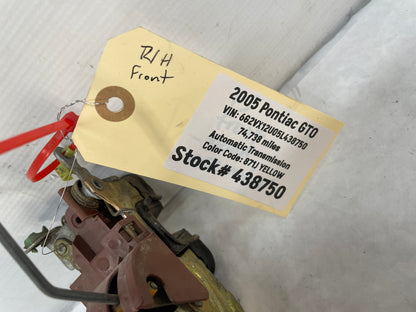 R/H
Front
2005 Pontiac GTO
VIN: 6G2VX12U05L438750
74,738 miles
Automatic Transmission
Color Code: 87U YELLOW
Stock# 438750